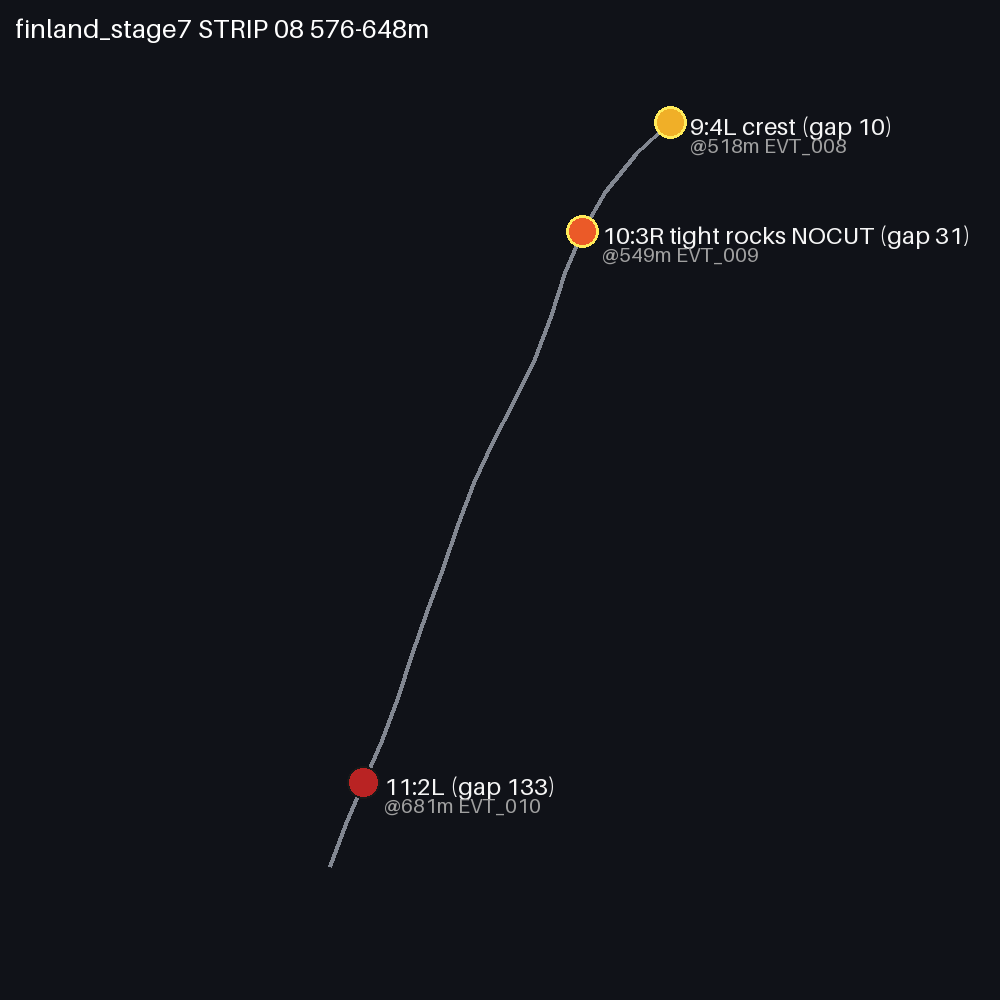 finland_stage7 STRIP 08 576-648m
9:4L crest (gap 10)
@518m EVT_008
10:3R tight rocks NOCUT (gap 31)
@549m EVT_009
11:2L (gap 133)
@681m EVT_010